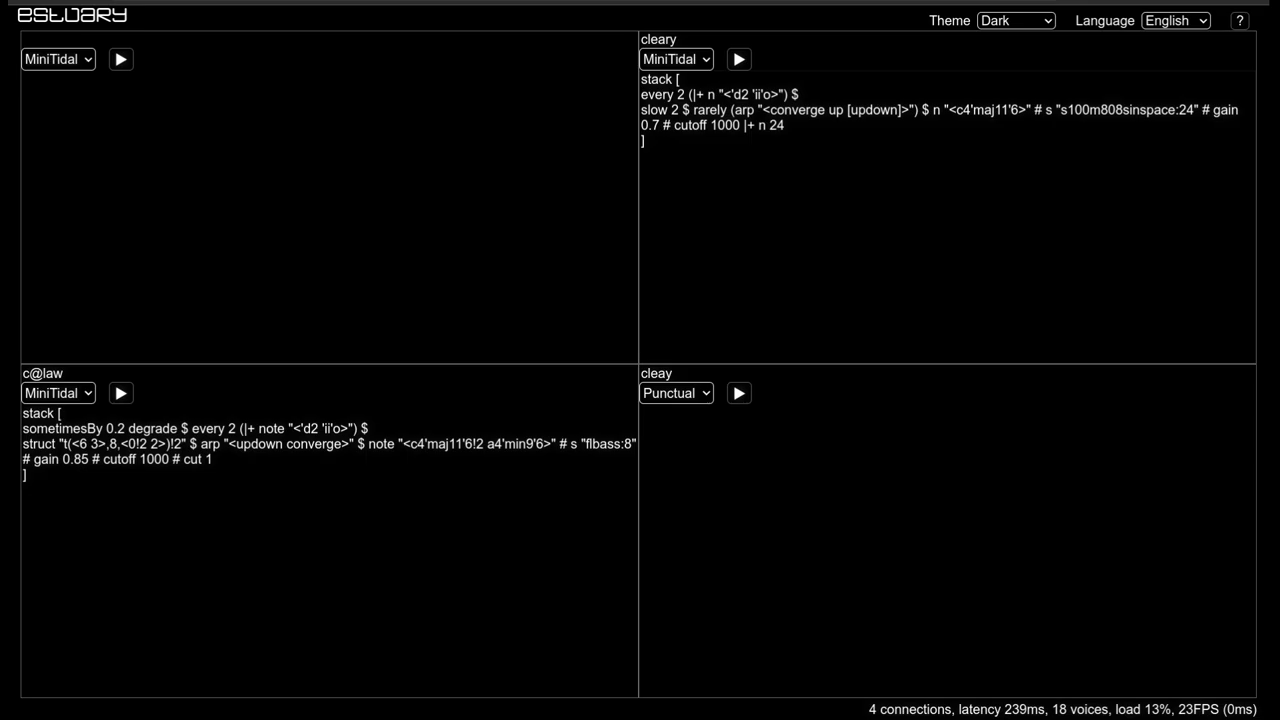 estuary
Theme Dark Language English ?
MiniTidal
cleary
MiniTidal
stack [
every 2 (|+ n "<'d2 'ii'o>") $
slow 2 $ rarely (arp "<converge up [updown]>") $ n "<c4'maj11'6>" # s "s100m808sinspace:24" # gain
0.7 # cutoff 1000 |+ n 24
]
c@law
MiniTidal
stack [
sometimesBy 0.2 degrade $ every 2 (|+ note "<'d2 'ii'o>") $
struct "t(<6 3>,8,<0!2 2>)!2" $ arp "<updown converge>" $ note "<c4'maj11'6!2 a4'min9'6>" # s "flbass:8"
# gain 0.85 # cutoff 1000 # cut 1
]
cleay
Punctual
4 connections, latency 239ms, 18 voices, load 13%, 23FPS (0ms)